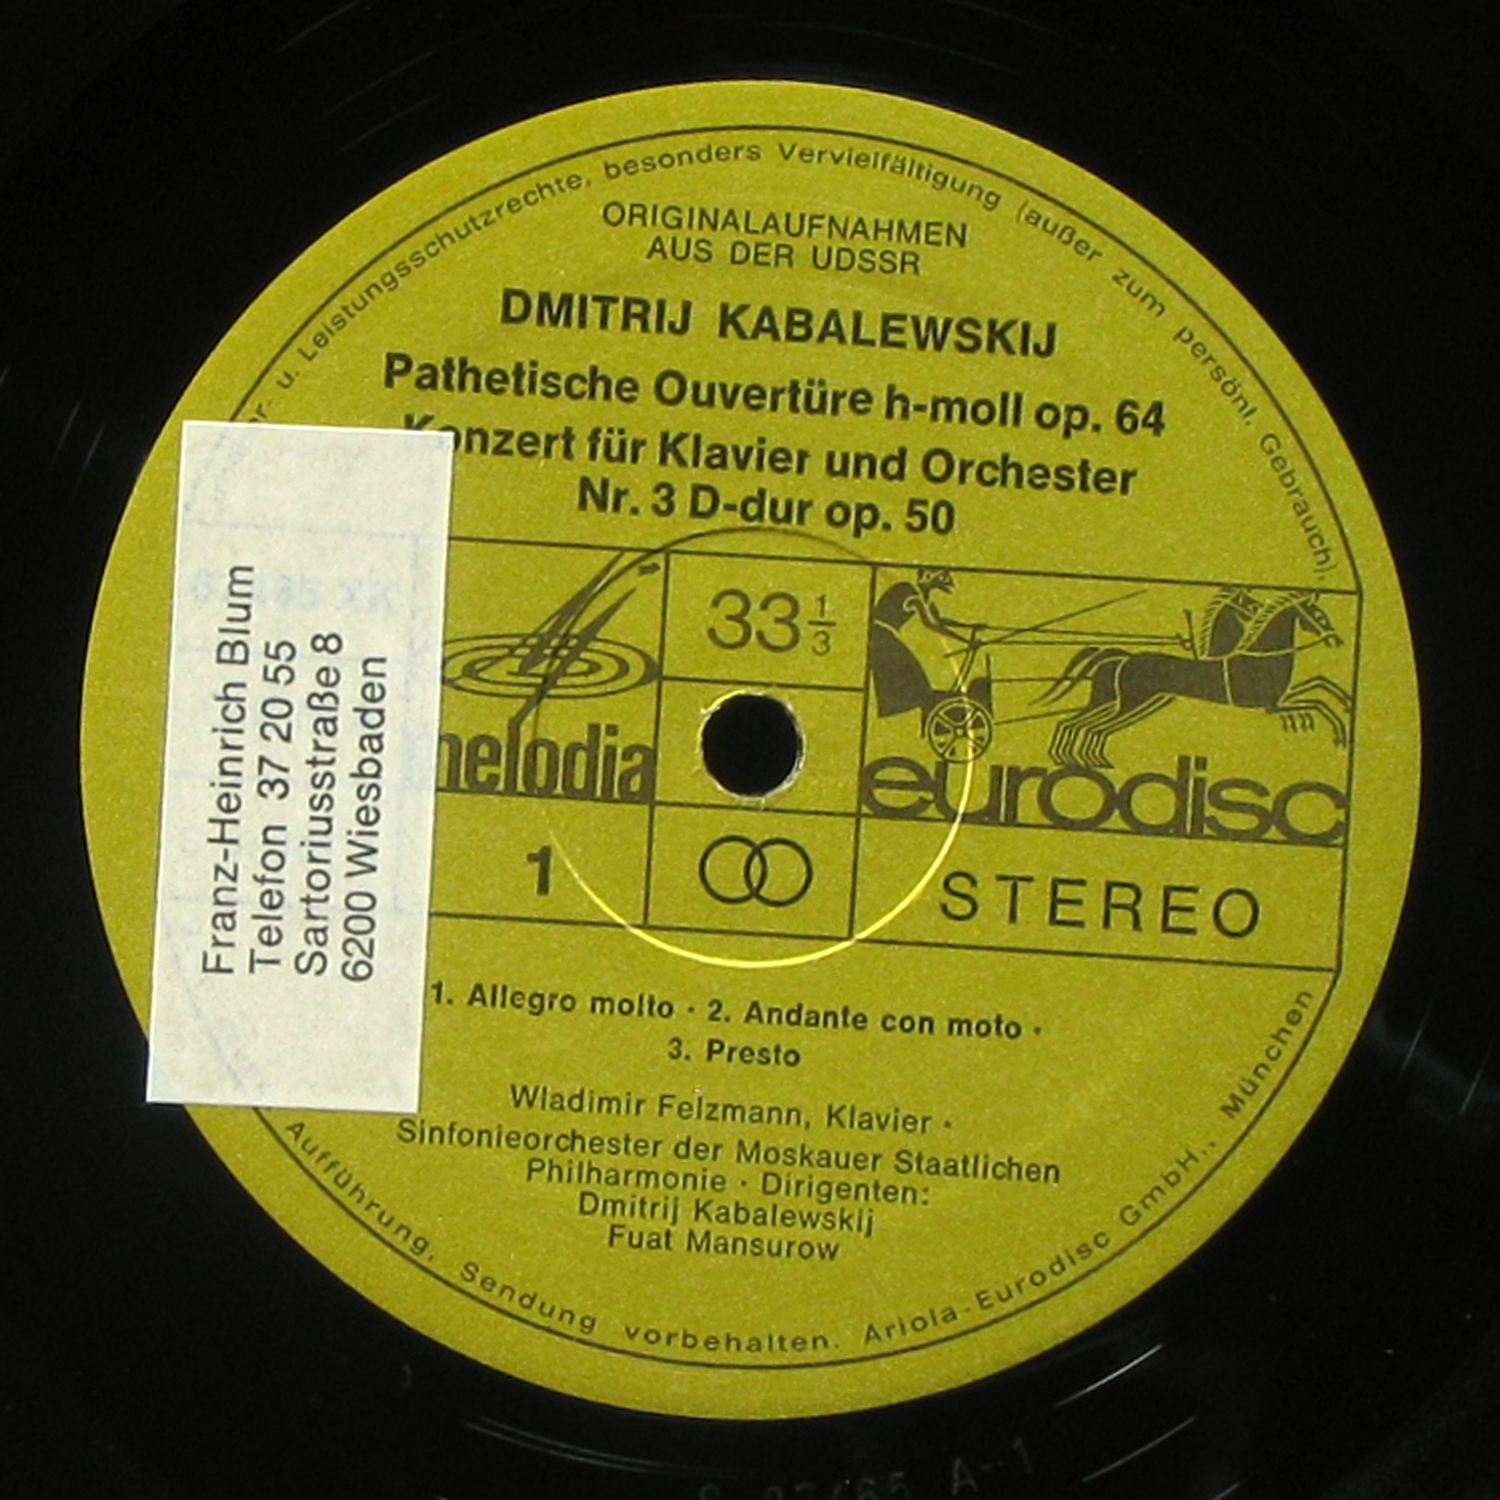 r- u. Leistungsschutzrechte, besonders Vervielfältigung (außer zum persönl. Gebrauch),
ORIGINALAUFNAHMEN
AUS DER UDSSR
DMITRIJ KABALEWSKIJ
Pathetische Ouvertüre h-moll op. 64
Konzert für Klavier und Orchester
Nr. 3 D-dur op. 50
33 1/3
melodia
eurodisc
1
STEREO
1. Allegro molto · 2. Andante con moto ·
3. Presto
Wladimir Felzmann, Klavier ·
Sinfonieorchester der Moskauer Staatlichen
Philharmonie · Dirigenten:
Dmitrij Kabalewskij
Fuat Mansurow
Aufführung, Sendung vorbehalten. Ariola-Eurodisc GmbH., München
Franz-Heinrich Blum
Telefon 37 20 55
Sartoriusstraße 8
6200 Wiesbaden
A-1